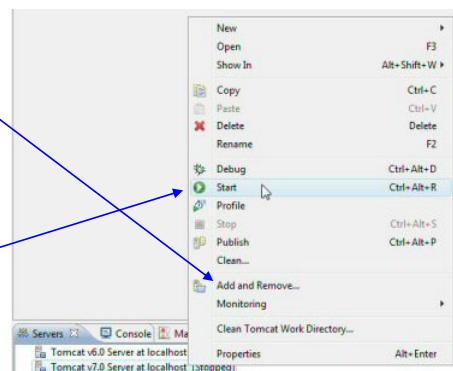 New
Open F3
Show In Alt+Shift+W
Copy Ctrl+C
Paste Ctrl+V
Delete Delete
Rename F2
Debug Ctrl+Alt+D
Start Ctrl+Alt+R
Profile
Stop Ctrl+Alt+S
Publish Ctrl+Alt+P
Clean...
Add and Remove...
Monitoring
Clean Tomcat Work Directory...
Properties Alt+Enter
Servers Console Ma
Tomcat v6.0 Server at localhost
Tomcat v7.0 Server at localhost [Stopped]